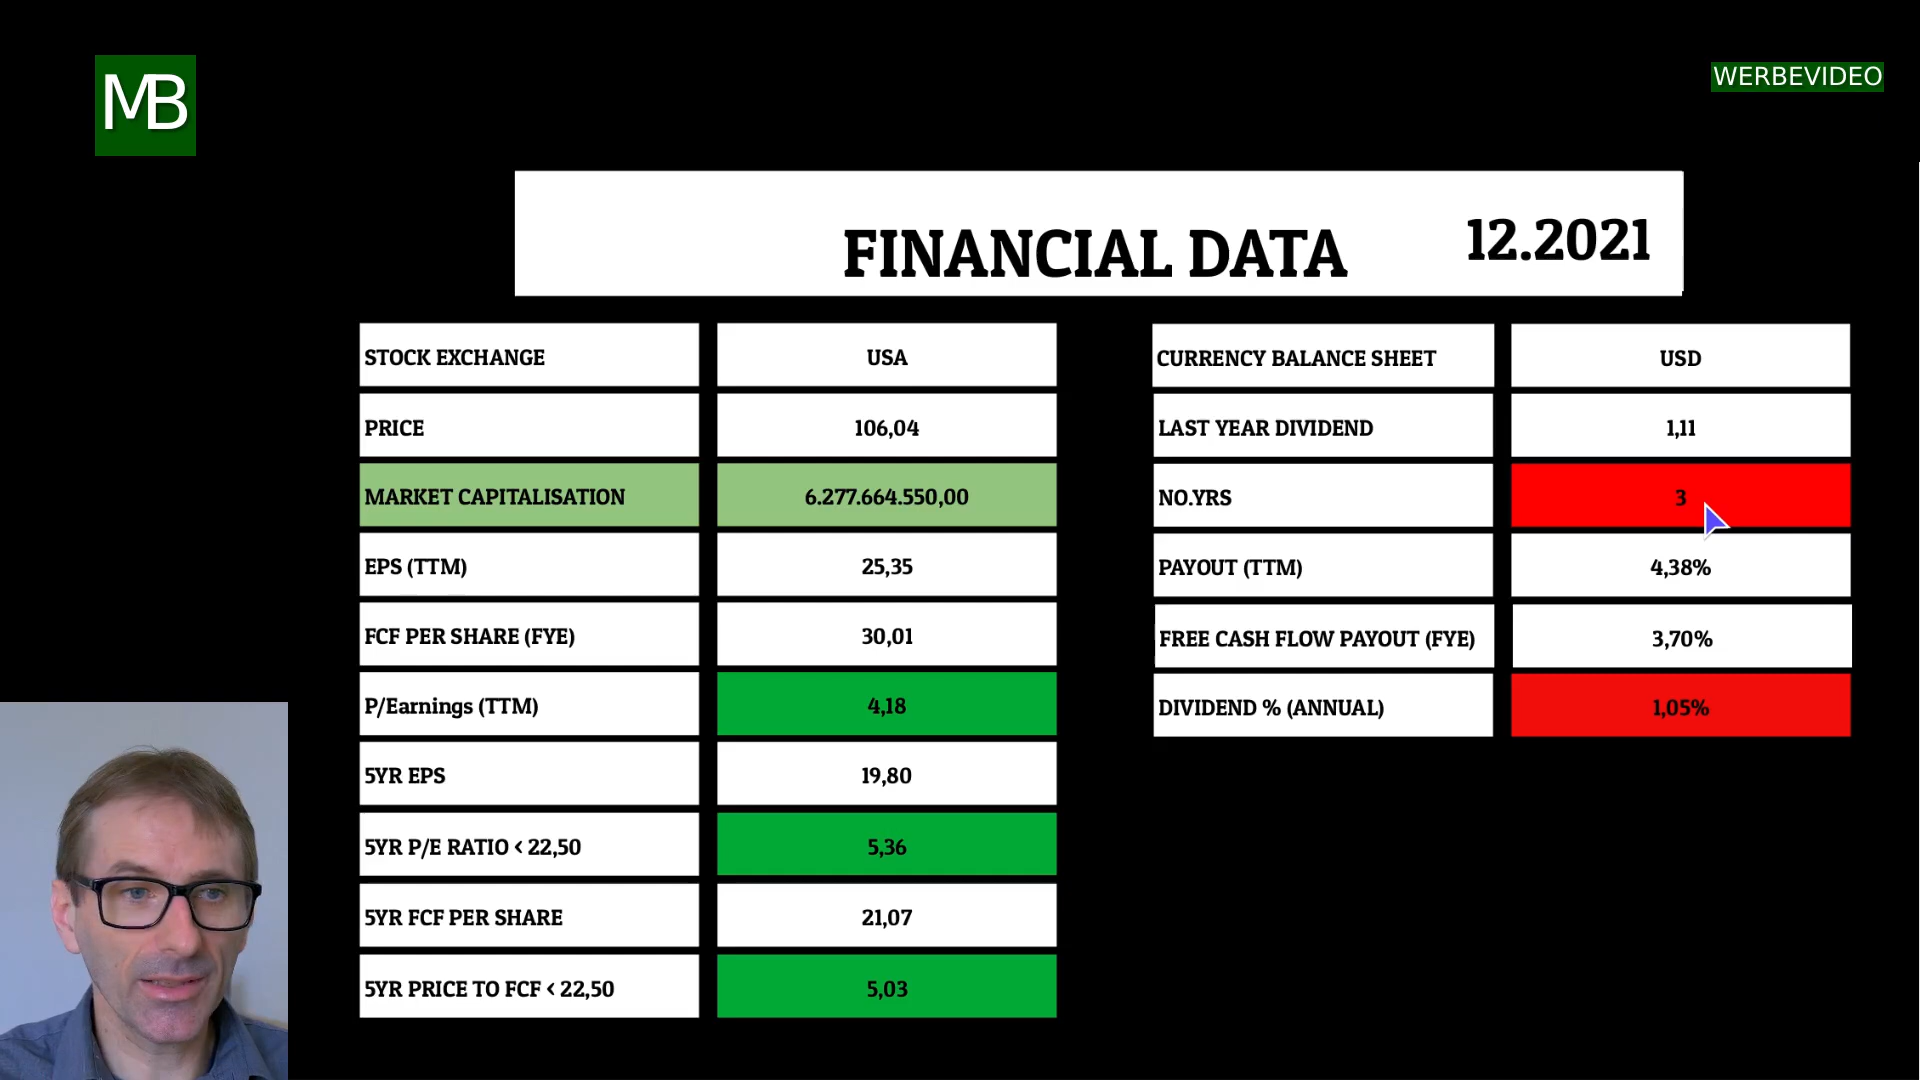 MB
WERBEVIDEO
FINANCIAL DATA
12.2021
STOCK EXCHANGE USA
PRICE 106,04
MARKET CAPITALISATION 6.277.664.550,00
EPS (TTM) 25,35
FCF PER SHARE (FYE) 30,01
P/Earnings (TTM) 4,18
5YR EPS 19,80
5YR P/E RATIO < 22,50 5,36
5YR FCF PER SHARE 21,07
5YR PRICE TO FCF < 22,50 5,03
CURRENCY BALANCE SHEET USD
LAST YEAR DIVIDEND 1,11
NO.YRS 3
PAYOUT (TTM) 4,38%
FREE CASH FLOW PAYOUT (FYE) 3,70%
DIVIDEND % (ANNUAL) 1,05%